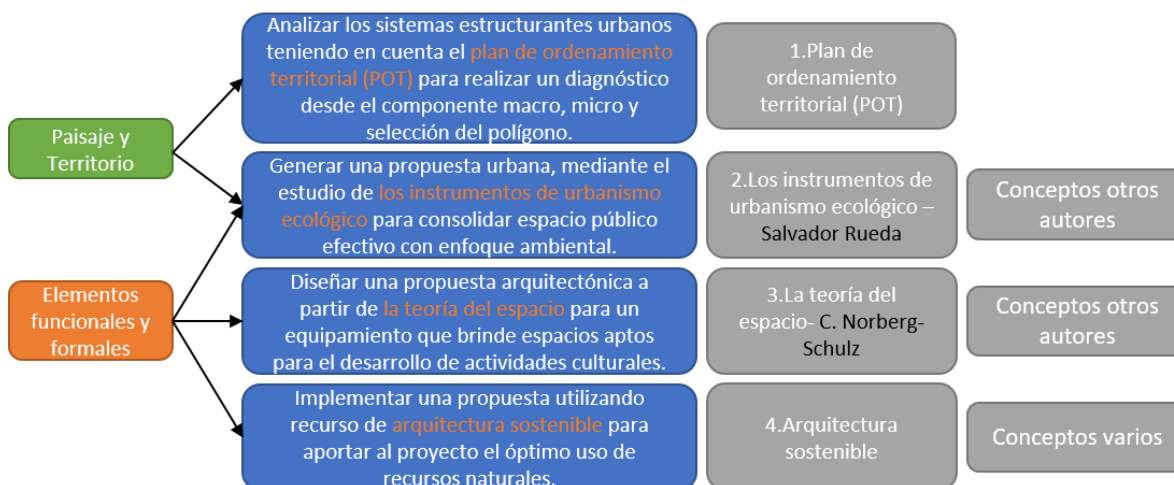 Paisaje y
Territorio
Elementos
funcionales y
formales
Analizar los sistemas estructurantes urbanos
teniendo en cuenta el plan de ordenamiento
territorial (POT) para realizar un diagnóstico
desde el componente macro, micro y
selección del polígono.
1.Plan de
ordenamiento
territorial (POT)
Generar una propuesta urbana, mediante el
estudio de los instrumentos de urbanismo
ecológico para consolidar espacio público
efectivo con enfoque ambiental.
2.Los instrumentos de
urbanismo ecológico –
Salvador Rueda
Conceptos otros
autores
Diseñar una propuesta arquitectónica a
partir de la teoría del espacio para un
equipamiento que brinde espacios aptos
para el desarrollo de actividades culturales.
3.La teoría del
espacio- C. Norberg-
Schulz
Conceptos otros
autores
Implementar una propuesta utilizando
recurso de arquitectura sostenible para
aportar al proyecto el óptimo uso de
recursos naturales.
4.Arquitectura
sostenible
Conceptos varios